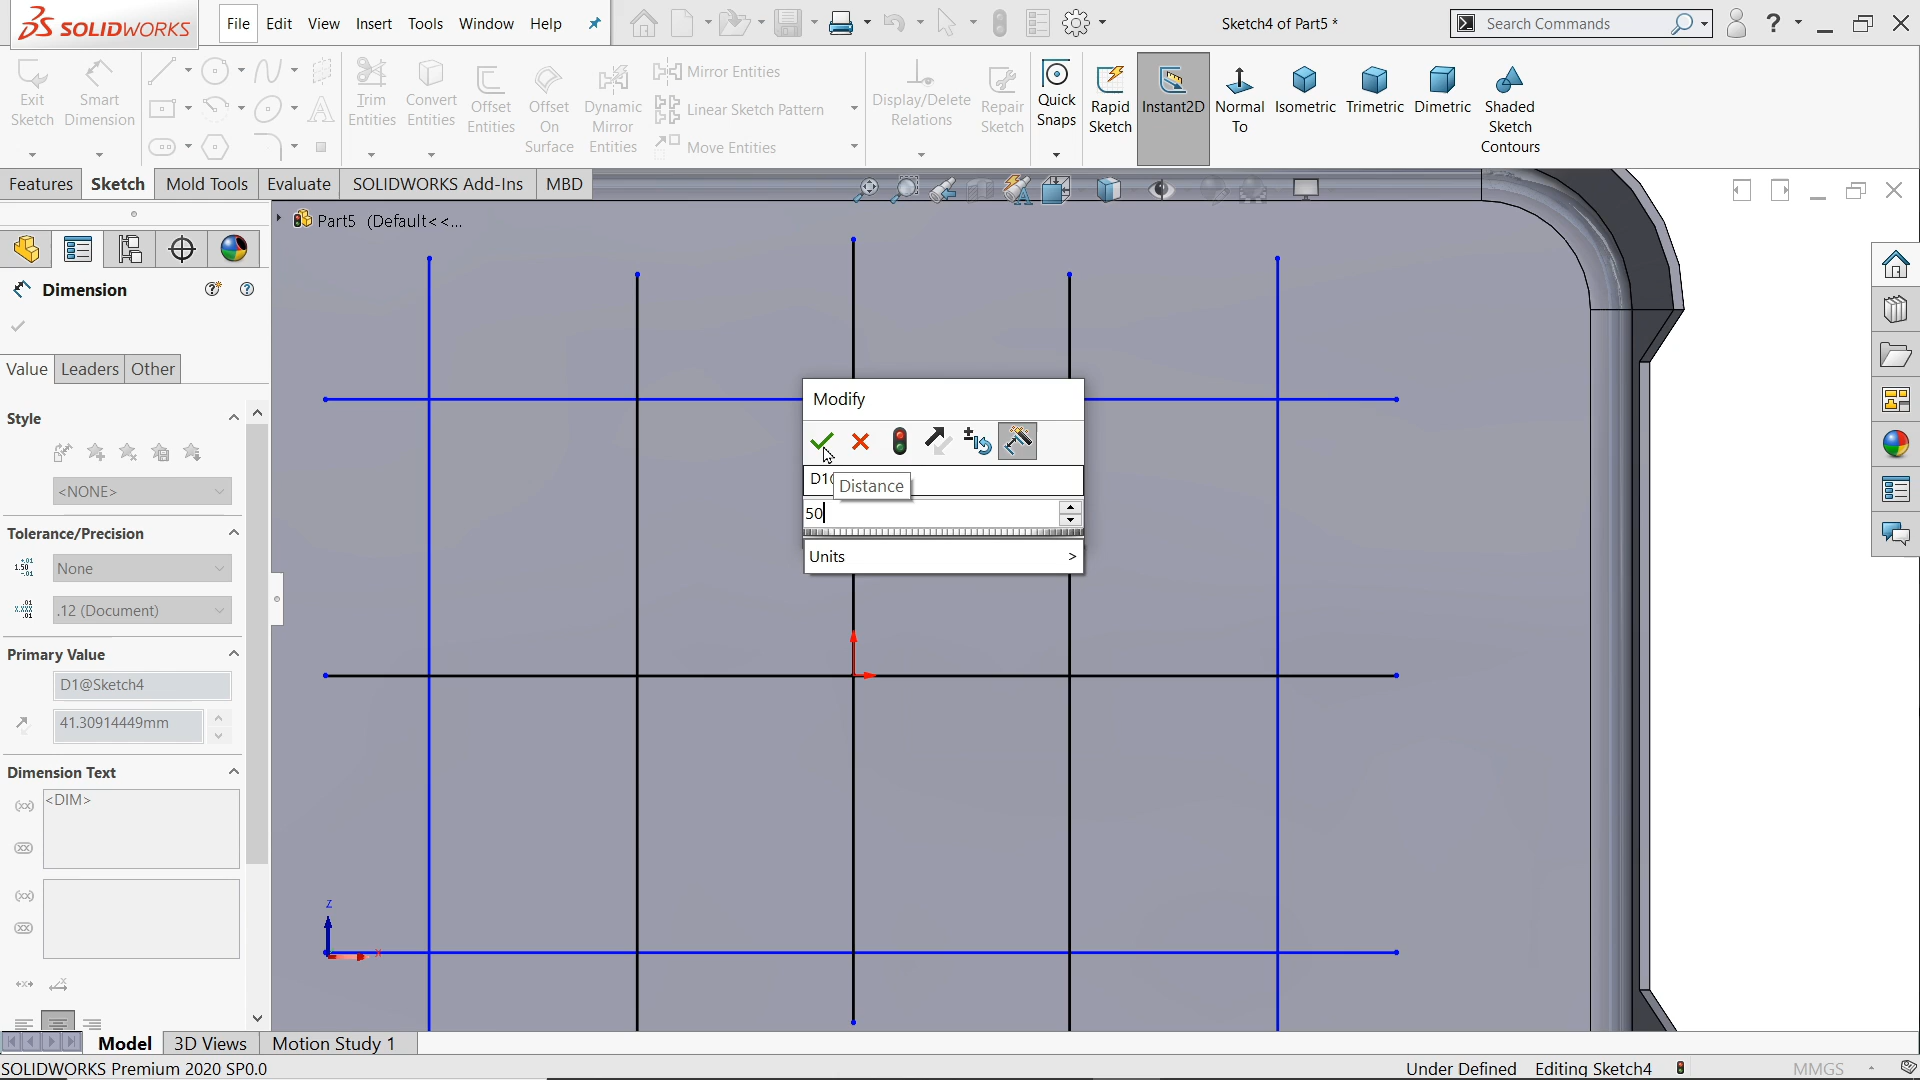 SOLIDWORKS
File Edit View Insert Tools Window Help
Sketch4 of Part5 *
Search Commands
?
Exit Sketch
Smart Dimension
Trim Entities
Convert Entities
Offset Entities
Offset On Surface
Dynamic Mirror Entities
Mirror Entities
Linear Sketch Pattern
Move Entities
Display/Delete Relations
Repair Sketch
Quick Snaps
Rapid Sketch
Instant2D
Normal To
Isometric
Trimetric
Dimetric
Shaded Sketch Contours
Features Sketch Mold Tools Evaluate SOLIDWORKS Add-Ins MBD
Part5 (Default<<...
Dimension
Value Leaders Other
Style
<NONE>
Tolerance/Precision
None
.12 (Document)
Primary Value
D1@Sketch4
41.30914449mm
Dimension Text
<DIM>
Modify
D1
Distance
50
Units >
Z
X
Model 3D Views Motion Study 1
SOLIDWORKS Premium 2020 SP0.0
Under Defined Editing Sketch4 MMGS